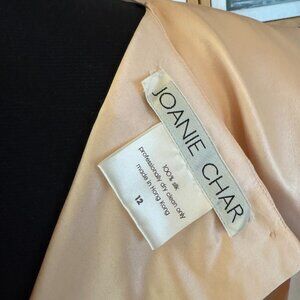 JOANIE CHAR
100% silk
professionally dry clean only
made in Hong Kong
12